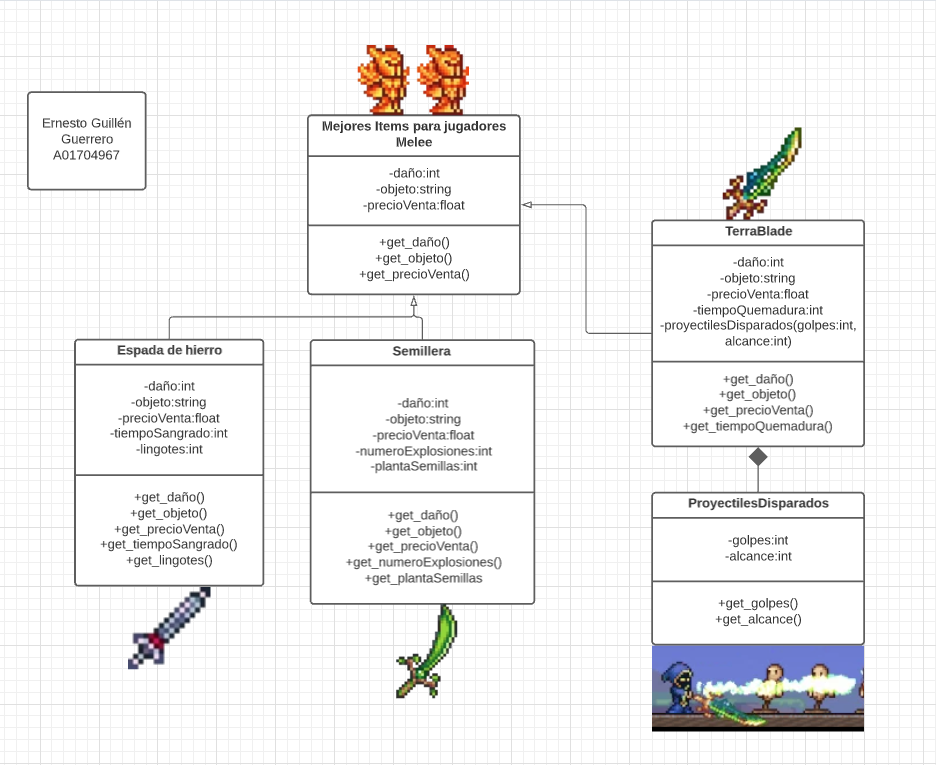 Ernesto Guillén
Guerrero
A01704967
Mejores Items para jugadores
Melee
-daño:int
-objeto:string
-precioVenta:float
+get_daño()
+get_objeto()
+get_precioVenta()
TerraBlade
-daño:int
-objeto:string
-precioVenta:float
-tiempoQuemadura:int
-proyectilesDisparados(golpes:int,
alcance:int)
+get_daño()
+get_objeto()
+get_precioVenta()
+get_tiempoQuemadura()
Espada de hierro
-daño:int
-objeto:string
-precioVenta:float
-tiempoSangrado:int
-lingotes:int
+get_daño()
+get_objeto()
+get_precioVenta()
+get_tiempoSangrado()
+get_lingotes()
Semillera
-daño:int
-objeto:string
-precioVenta:float
-numeroExplosiones:int
-plantaSemillas:int
+get_daño()
+get_objeto()
+get_precioVenta()
+get_numeroExplosiones()
+get_plantaSemillas
ProyectilesDisparados
-golpes:int
-alcance:int
+get_golpes()
+get_alcance()